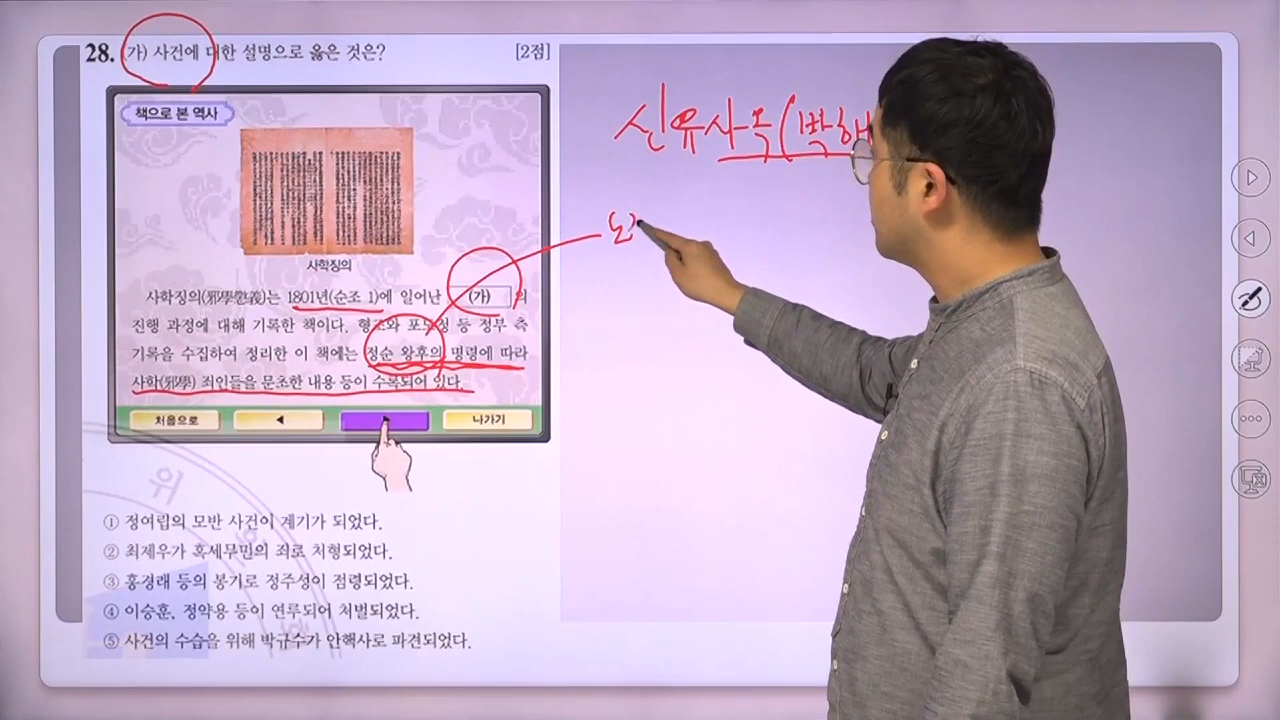 28. (가) 사건에 대한 설명으로 옳은 것은? [2점]
책으로 본 역사
사학징의
사학징의(邪學懲義)는 1801년(순조 1)에 일어난 (가) 의
진행 과정에 대해 기록한 책이다. 형조와 포도청 등 정부 측
기록을 수집하여 정리한 이 책에는 정순 왕후의 명령에 따라
사학(邪學) 죄인들을 문초한 내용 등이 수록되어 있다.
처음으로 ◀ ▶ 나가기
① 정여립의 모반 사건이 계기가 되었다.
② 최제우가 혹세무민의 죄로 처형되었다.
③ 홍경래 등의 봉기로 정주성이 점령되었다.
④ 이승훈, 정약용 등이 연루되어 처벌되었다.
⑤ 사건의 수습을 위해 박규수가 안핵사로 파견되었다.
신유사옥(박해